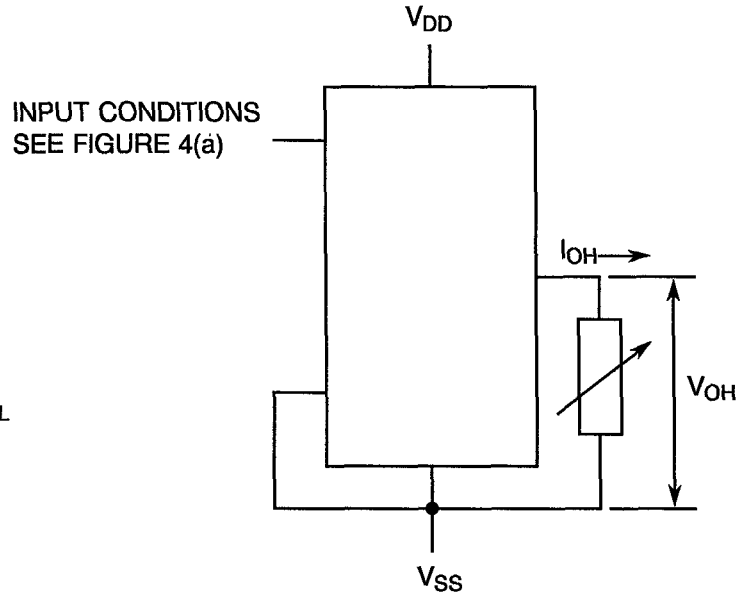 VDD
INPUT CONDITIONS
SEE FIGURE 4(a)
IOH
VOH
L
VSS